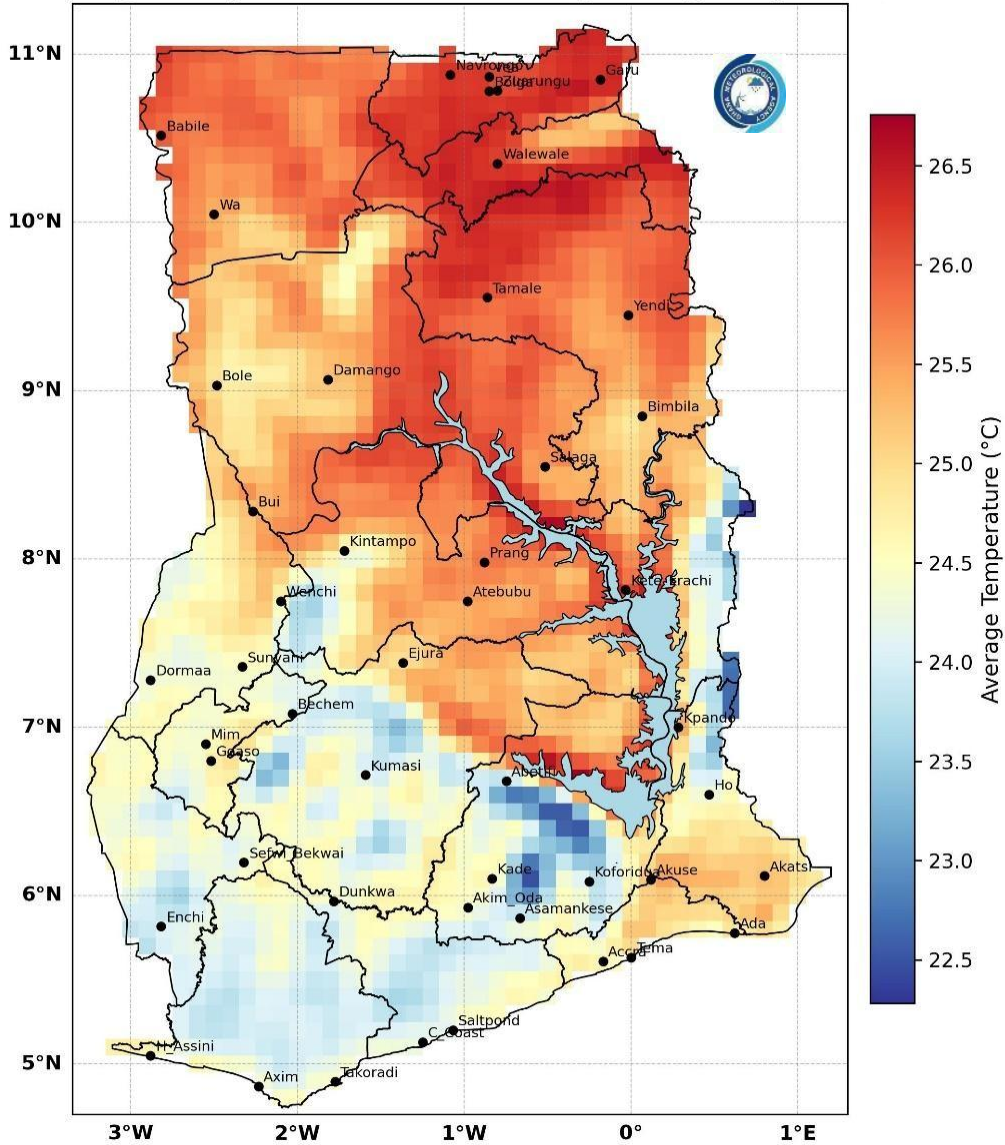 11°N
10°N
9°N
8°N
7°N
6°N
5°N
3°W
2°W
1°W
0°
1°E
GHANA METEOROLOGICAL AGENCY
Navrongo
Zuarungu
Garu
Babile
Walewale
Wa
Tamale
Yendi
Damango
Bole
Bimbila
Salaga
Bui
Kintampo
Prang
Kete-Krachi
Wenchi
Atebubu
Sunyani
Ejura
Dormaa
Bechem
Kpando
Mim
Goaso
Kumasi
Abetifi
Ho
Sefwi_Bekwai
Kade
Koforidua
Akuse
Akatsi
Dunkwa
Akim_Oda
Asamankese
Enchi
Ada
Accra
Tema
Saltpond
C_Coast
Axim
Takoradi
26.5
26.0
25.5
25.0
24.5
24.0
23.5
23.0
22.5
Average Temperature (°C)